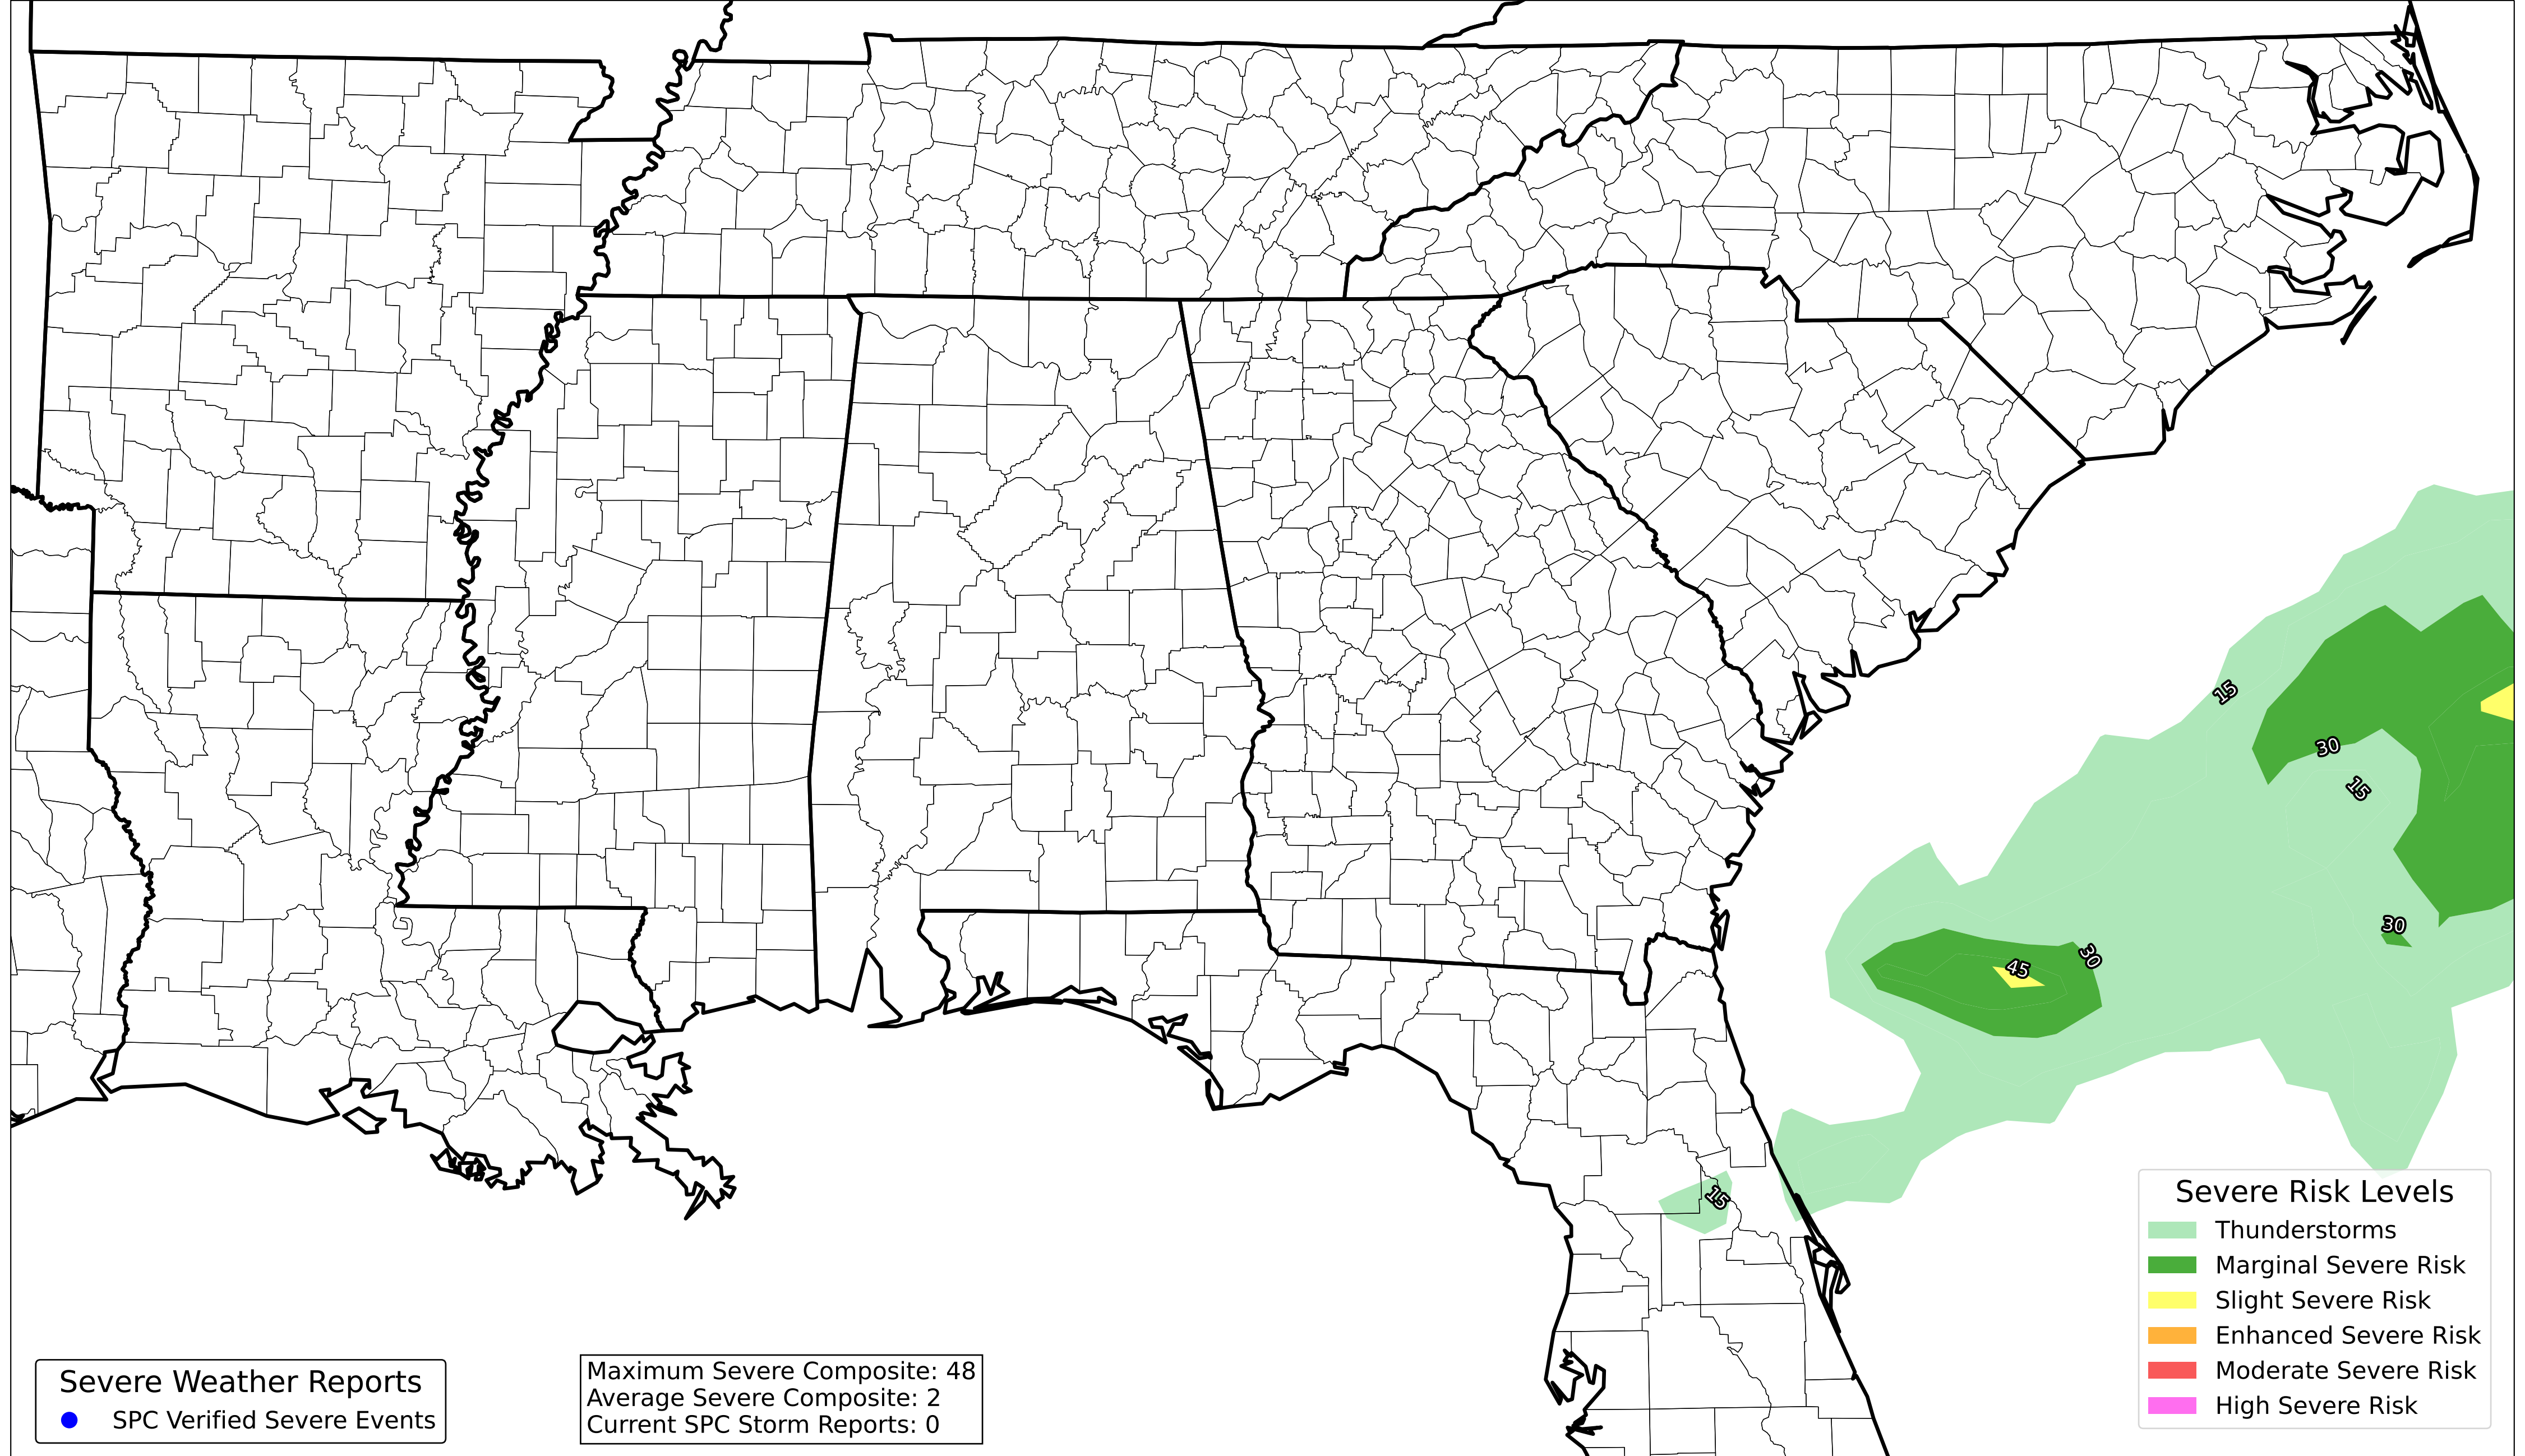 15
30
15
30
45
30
15
Severe Risk Levels
Thunderstorms
Marginal Severe Risk
Slight Severe Risk
Enhanced Severe Risk
Moderate Severe Risk
High Severe Risk
Severe Weather Reports
SPC Verified Severe Events
Maximum Severe Composite: 48
Average Severe Composite: 2
Current SPC Storm Reports: 0